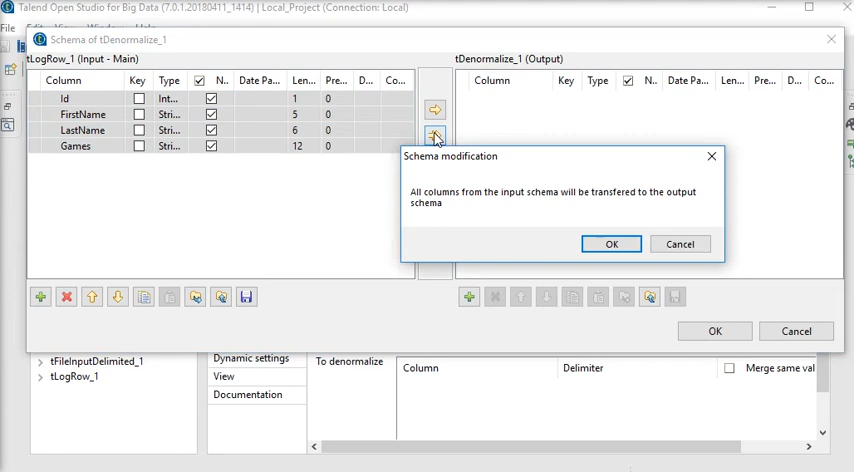 Talend Open Studio for Big Data (7.0.1.20180411_1414) | Local_Project (Connection: Local)
File Edit View Window Help
Schema of tDenormalize_1
tLogRow_1 (Input - Main)
tDenormalize_1 (Output)
Column Key Type N.. Date Pa... Len... Pre... D... Co...
Id Int... 1 0
FirstName Stri... 5 0
LastName Stri... 6 0
Games Stri... 12 0
Column Key Type N.. Date Pa... Len... Pre... D... Co...
Schema modification
All columns from the input schema will be transfered to the output
schema
OK Cancel
OK Cancel
tFileInputDelimited_1
tLogRow_1
Dynamic settings
View
Documentation
To denormalize
Column Delimiter Merge same val